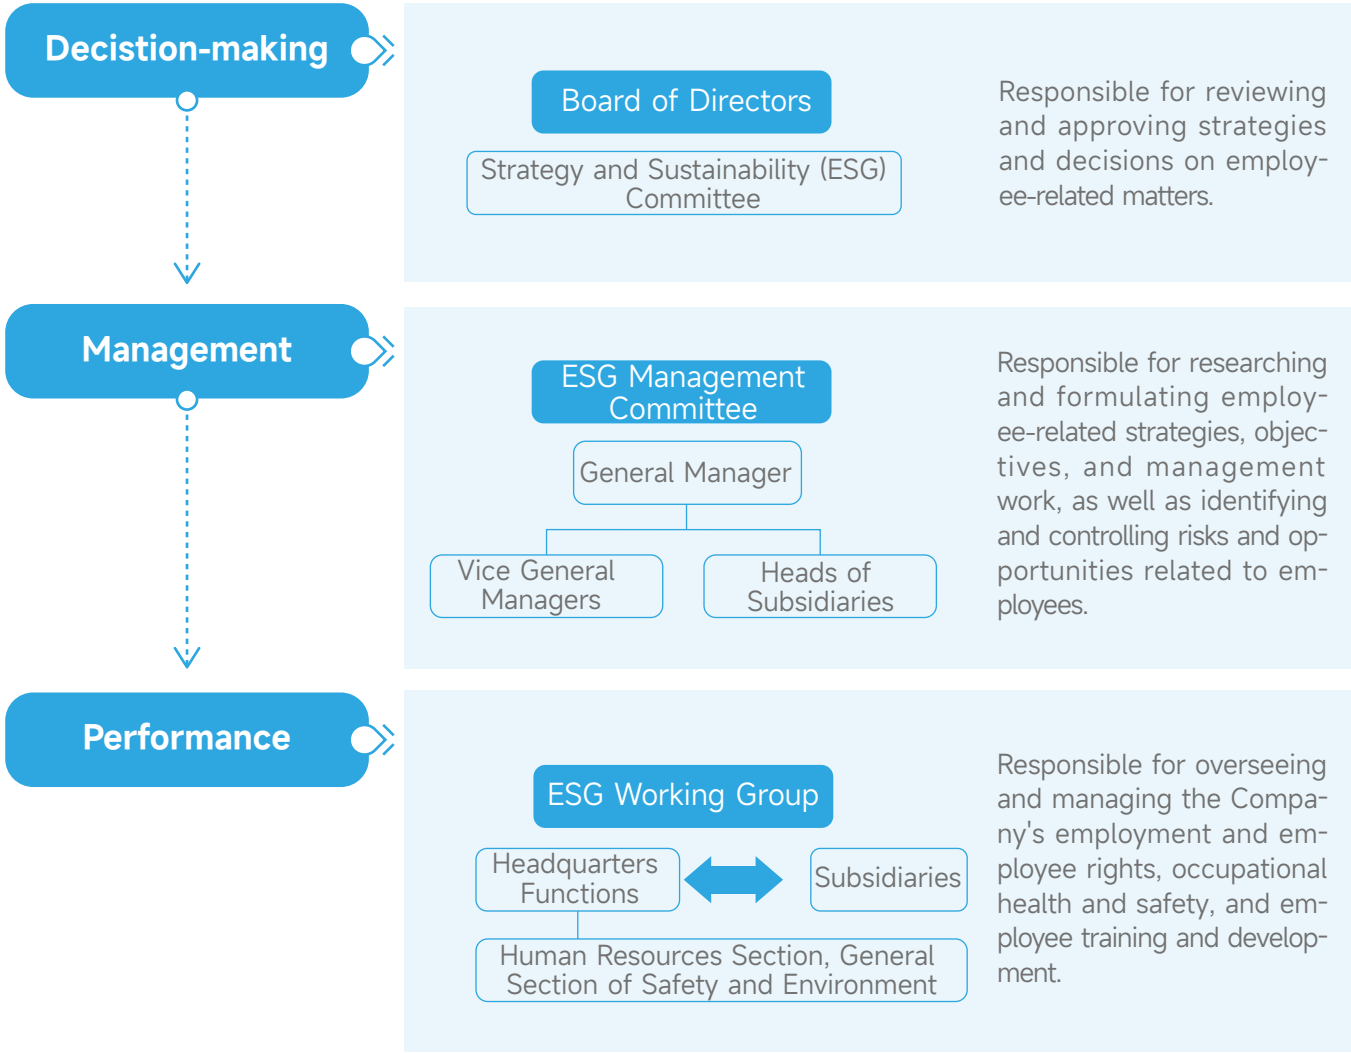 Decistion-making
Board of Directors
Strategy and Sustainability (ESG)
Committee
Responsible for reviewing
and approving strategies
and decisions on employ-
ee-related matters.
Management
ESG Management
Committee
General Manager
Vice General
Managers
Heads of
Subsidiaries
Responsible for researching
and formulating employ-
ee-related strategies, objec-
tives, and management
work, as well as identifying
and controlling risks and op-
portunities related to em-
ployees.
Performance
ESG Working Group
Headquarters
Functions
Subsidiaries
Human Resources Section, General
Section of Safety and Environment
Responsible for overseeing
and managing the Compa-
ny's employment and em-
ployee rights, occupational
health and safety, and em-
ployee training and develop-
ment.